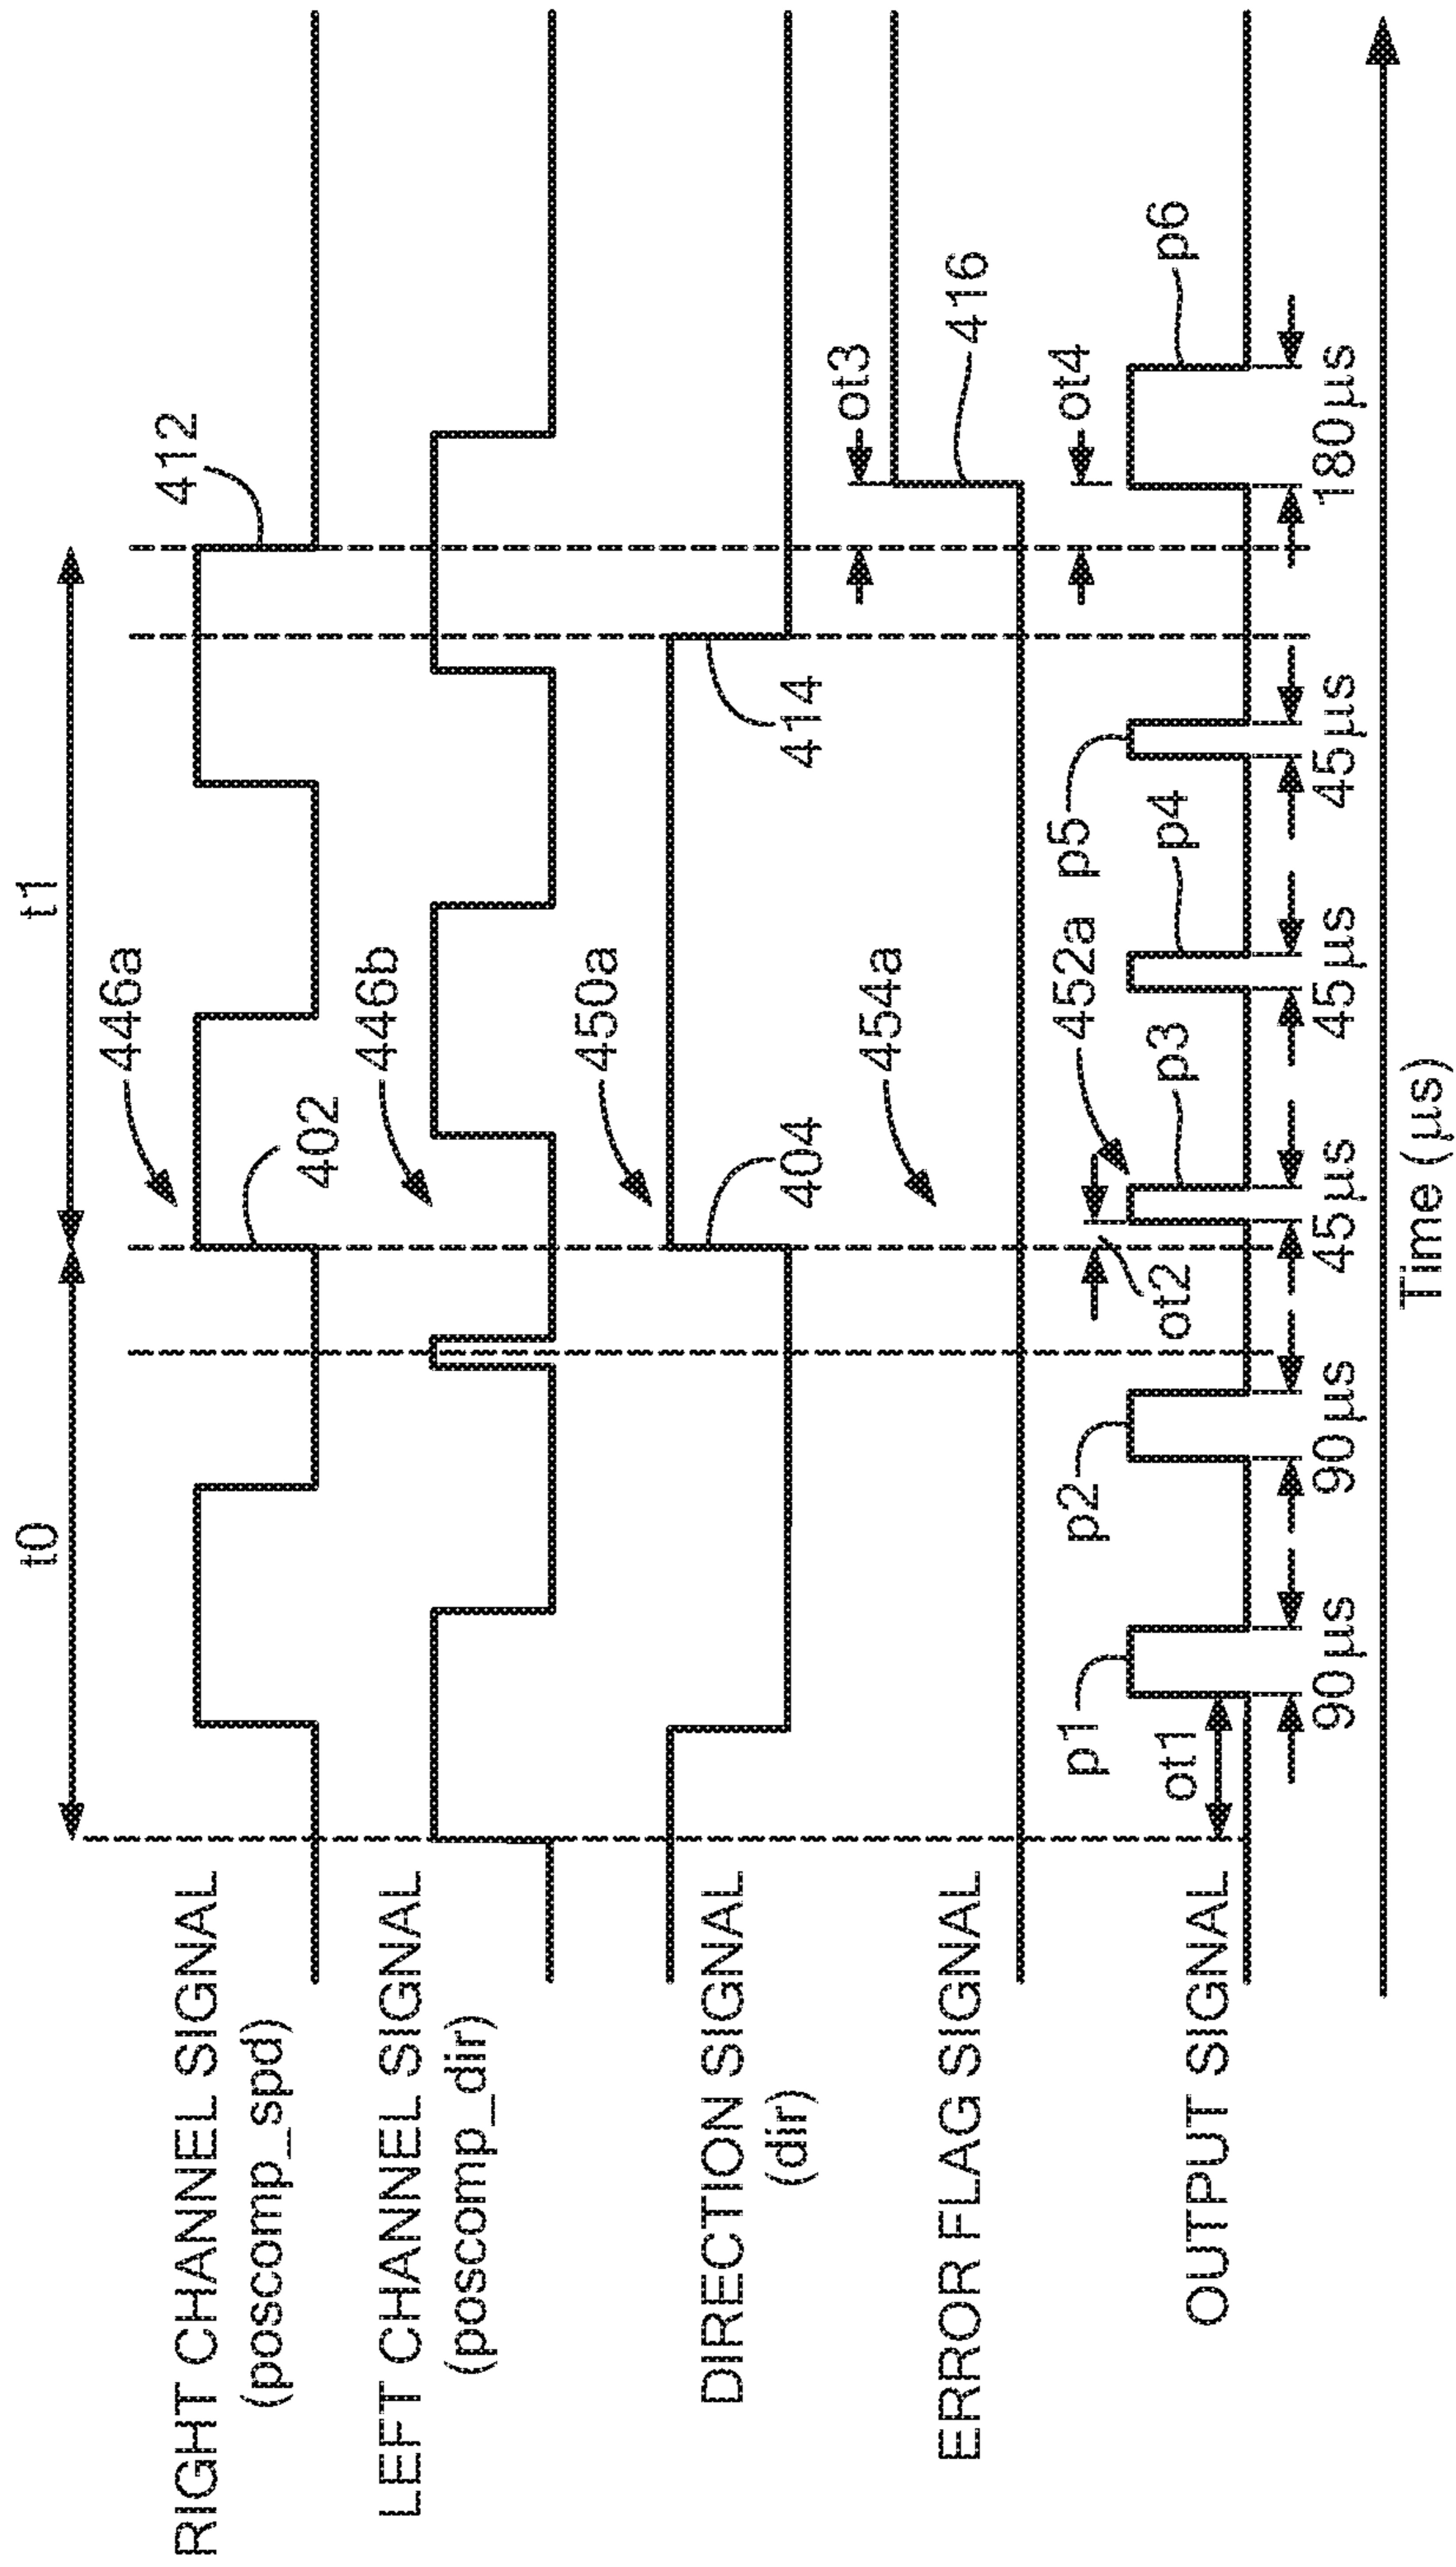 t0
t1
RIGHT CHANNEL SIGNAL
(poscomp_spd)
446a
402
412
LEFT CHANNEL SIGNAL
(poscomp_dir)
446b
DIRECTION SIGNAL
(dir)
450a
404
414
ERROR FLAG SIGNAL
454a
ot3
416
OUTPUT SIGNAL
ot1
p1
p2
ot2
452a
p3
p4
p5
ot4
p6
90 µs
90 µs
45 µs
45 µs
45 µs
180 µs
Time (µs)